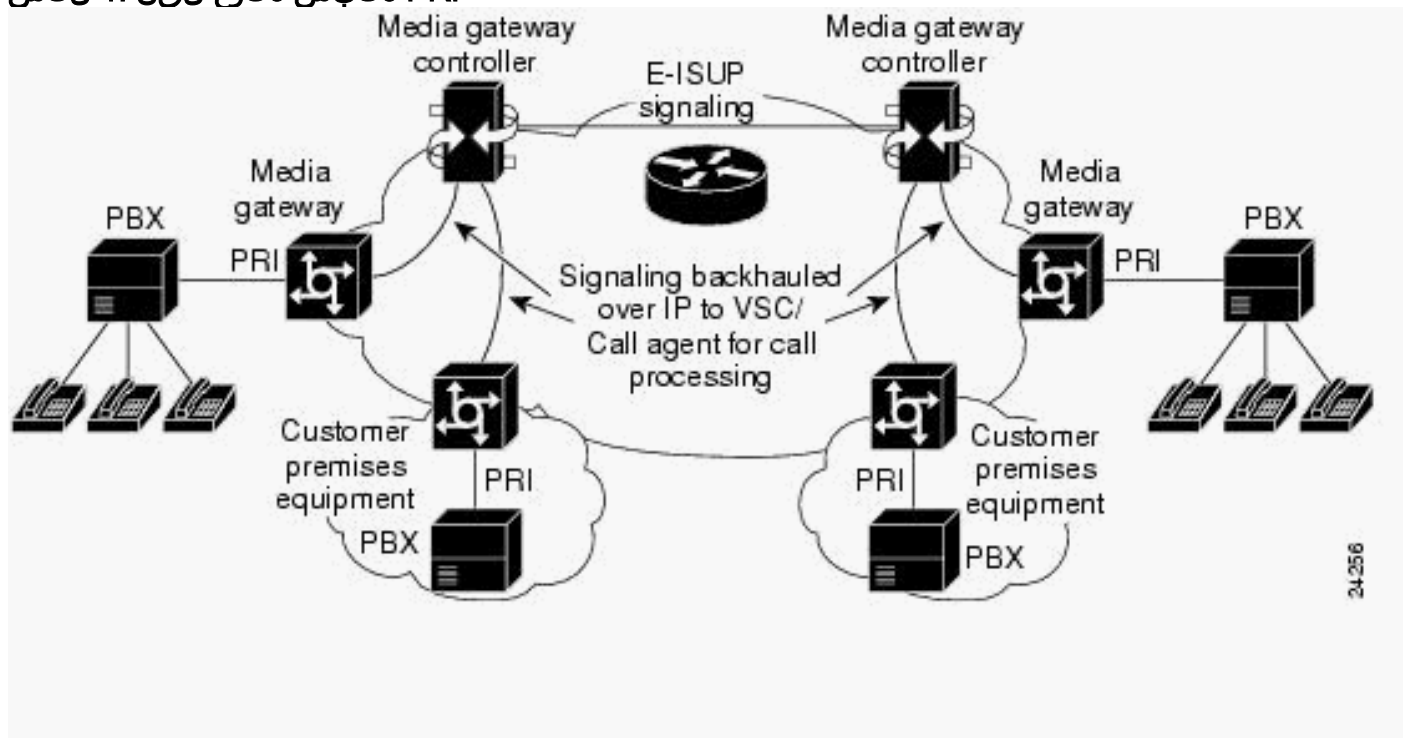 PRI
Media gateway
controller
Media gateway
controller
E-ISUP
signaling
Media
gateway
Media
gateway
PBX
PBX
PRI
PRI
Signaling backhauled
over IP to VSC/
Call agent for call
processing
Customer
premises
equipment
Customer
premises
equipment
PRI
PRI
PBX
PBX
24256